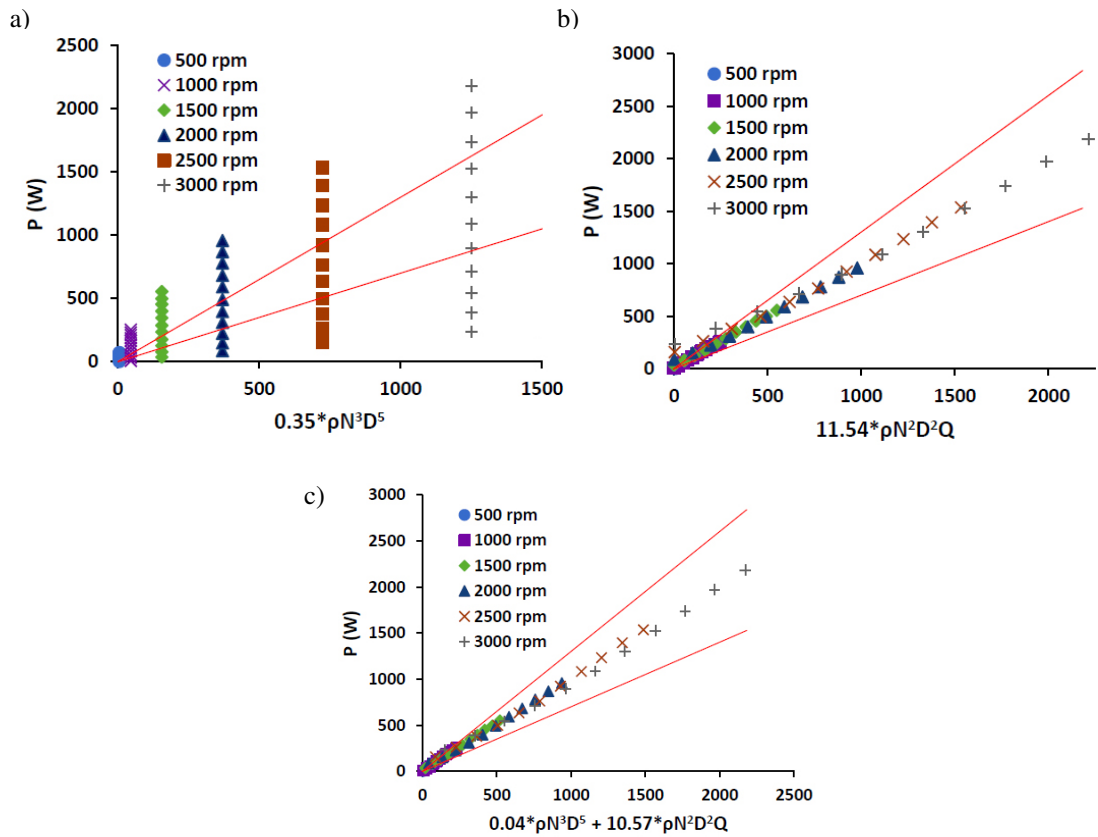 a)
2500
2000
1500
1000
500
0
P (W)
500 rpm
1000 rpm
1500 rpm
2000 rpm
2500 rpm
3000 rpm
0 500 1000 1500
0.35*ρN³D⁵
b)
3000
2500
2000
1500
1000
500
0
P (W)
500 rpm
1000 rpm
1500 rpm
2000 rpm
2500 rpm
3000 rpm
0 500 1000 1500 2000
11.54*ρN²D²Q
c)
3000
2500
2000
1500
1000
500
0
P (W)
500 rpm
1000 rpm
1500 rpm
2000 rpm
2500 rpm
3000 rpm
0 500 1000 1500 2000 2500
0.04*ρN³D⁵ + 10.57*ρN²D²Q